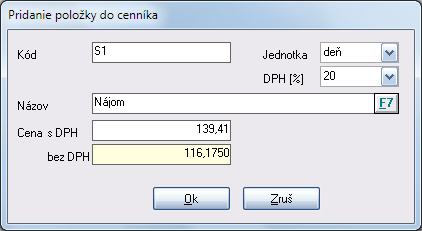 Pridanie položky do cenníka
Kód S1 Jednotka deň
DPH [%] 20
Názov Nájom F7
Cena s DPH 139,41
bez DPH 116,1750
Ok Zruš